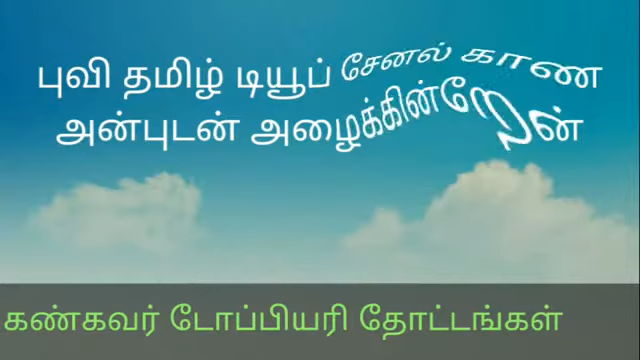 புவி தமிழ் டியூப் சேனல் காண
அன்புடன் அழைக்கின்றேன்
கண்கவர் டோப்பியரி தோட்டங்கள்